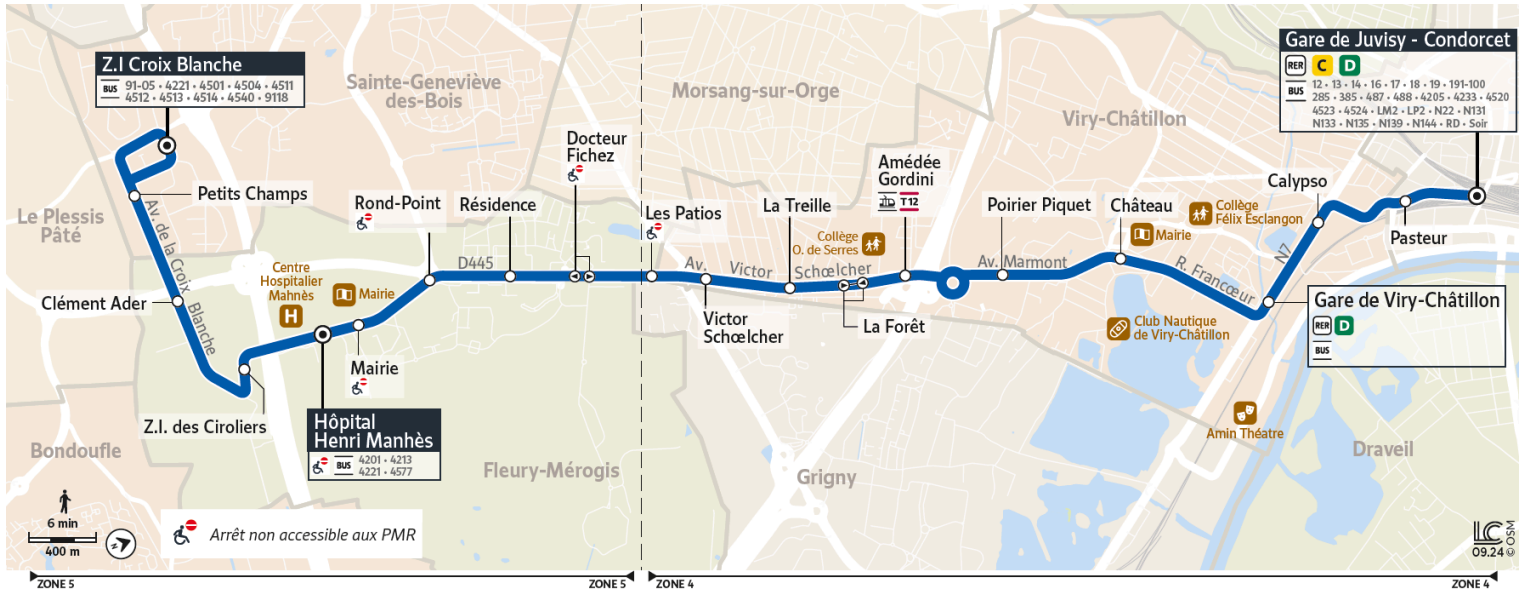 Z.I Croix Blanche
BUS
91-05 • 4221 • 4501 • 4504 • 4511
4512 • 4513 • 4514 • 4540 • 9118
Sainte-Geneviève
des-Bois
Morsang-sur-Orge
Viry-Châtillon
Gare de Juvisy - Condorcet
RER C D
BUS
12 • 13 • 14 • 16 • 17 • 18 • 19 • 191-100
285 • 385 • 487 • 488 • 4205 • 4233 • 4520
4523 • 4524 • LM2 • LP2 • N22 • N131
N133 • N135 • N139 • N144 • RD • Soir
Docteur
Fichez
Amédée
Gordini
T12
Petits Champs
Rond-Point
Résidence
Les Patios
La Treille
Poirier Piquet
Château
Calypso
Collège
Félix Esclangon
Mairie
Pasteur
Le Plessis
Pâté
Av. de la Croix Blanche
Collège
O. de Serres
Centre
Hospitalier
Mahnès
H
Mairie
D445
Av. Victor Schœlcher
Av. Marmont
R. Francœur
N7
Clément Ader
Victor
Schœlcher
La Forêt
Club Nautique
de Viry-Châtillon
Gare de Viry-Châtillon
RER D
BUS
Mairie
Z.I. des Ciroliers
Hôpital
Henri Manhès
BUS
4201 • 4213
4221 • 4577
Bondoufle
Fleury-Mérogis
Grigny
Amin Théatre
Draveil
6 min
400 m
Arrêt non accessible aux PMR
LC
09.24 © OSM
ZONE 5
ZONE 5
ZONE 4
ZONE 4